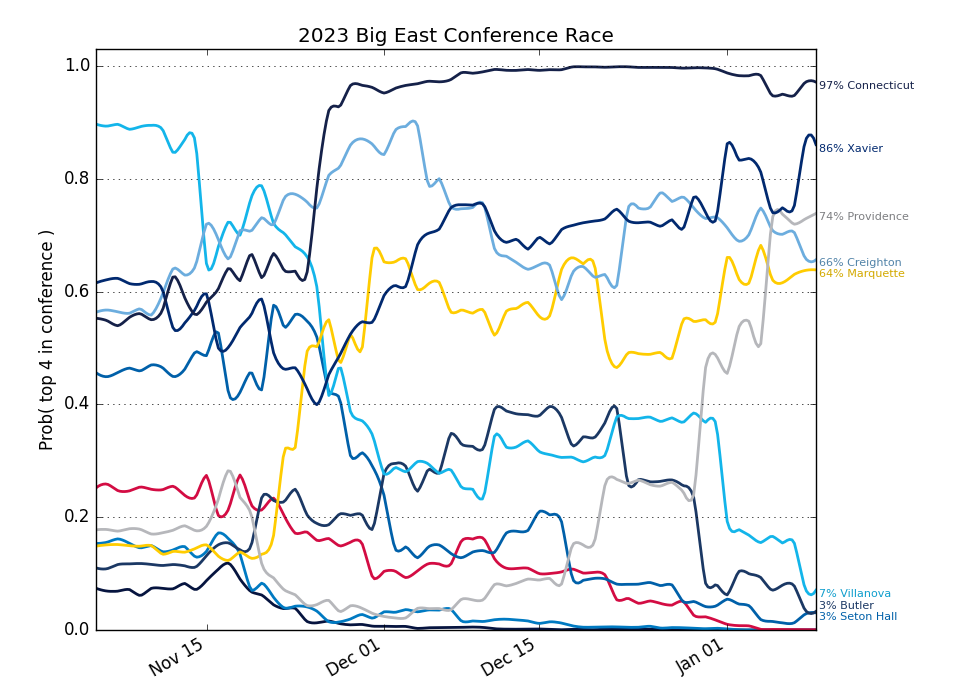 2023 Big East Conference Race
Prob( top 4 in conference )
1.0
0.8
0.6
0.4
0.2
0.0
97% Connecticut
86% Xavier
74% Providence
66% Creighton
64% Marquette
7% Villanova
3% Butler
3% Seton Hall
Nov 15
Dec 01
Dec 15
Jan 01